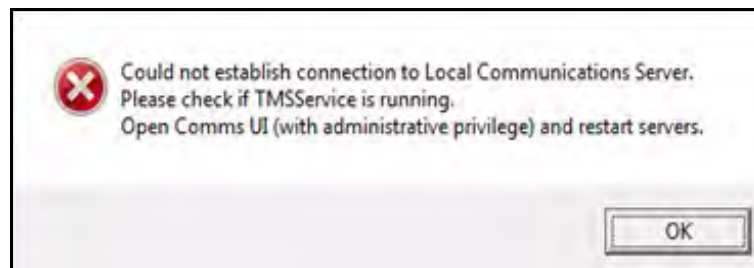 Could not establish connection to Local Communications Server.
Please check if TMSService is running.
Open Comms UI (with administrative privilege) and restart servers.
OK